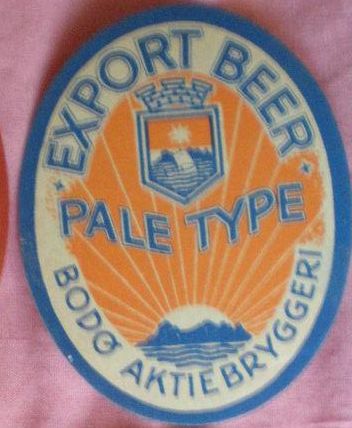 EXPORT BEER
PALE TYPE
BODØ AKTIEBRYGGERI